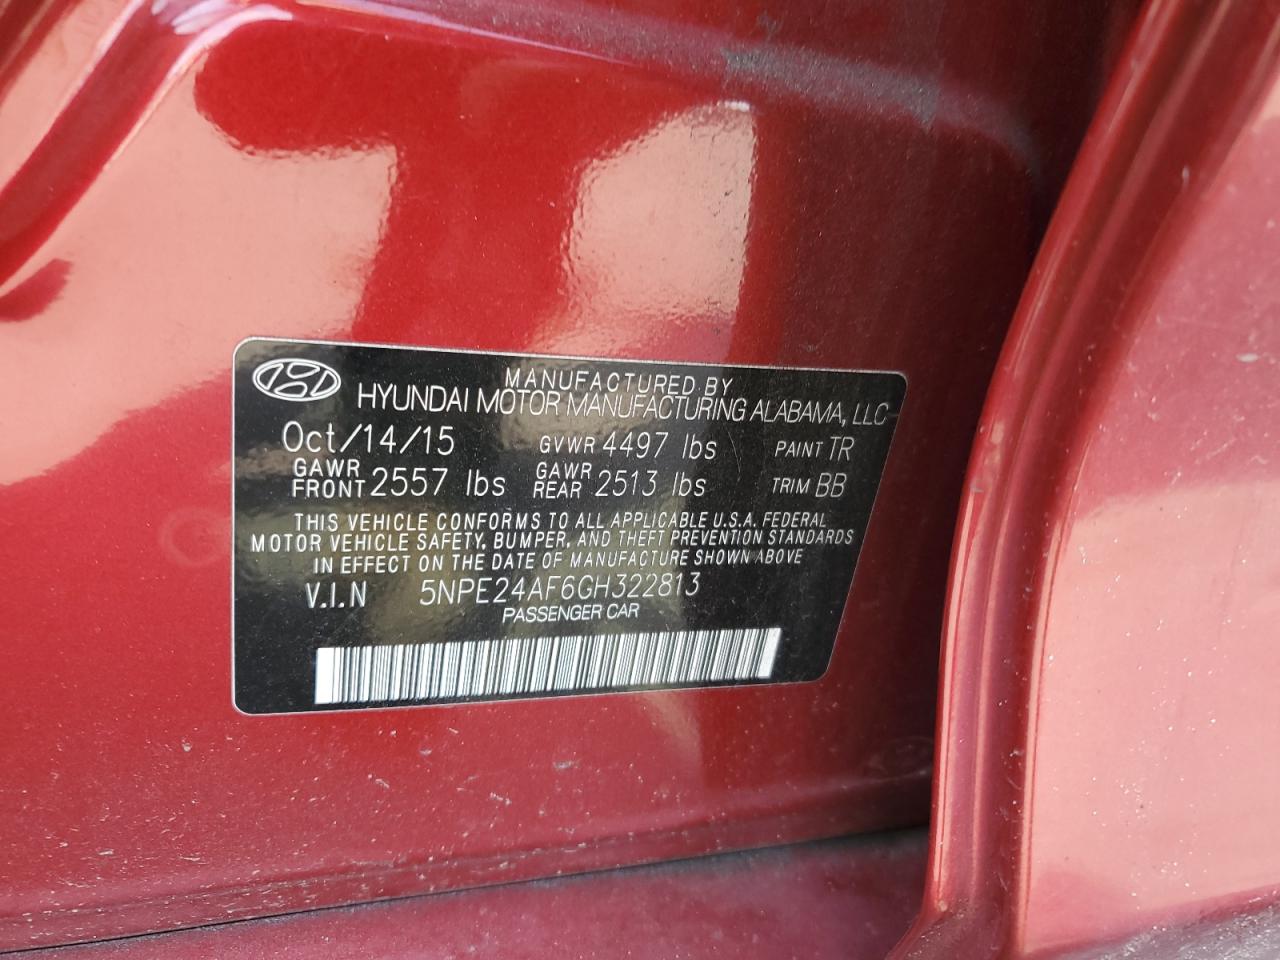 MANUFACTURED BY
HYUNDAI MOTOR MANUFACTURING ALABAMA, LLC
Oct/14/15 GVWR 4497 lbs PAINT TR
GAWR FRONT 2557 lbs GAWR REAR 2513 lbs TRIM BB
THIS VEHICLE CONFORMS TO ALL APPLICABLE U.S.A. FEDERAL
MOTOR VEHICLE SAFETY, BUMPER, AND THEFT PREVENTION STANDARDS
IN EFFECT ON THE DATE OF MANUFACTURE SHOWN ABOVE
V.I.N 5NPE24AF6GH322813
PASSENGER CAR